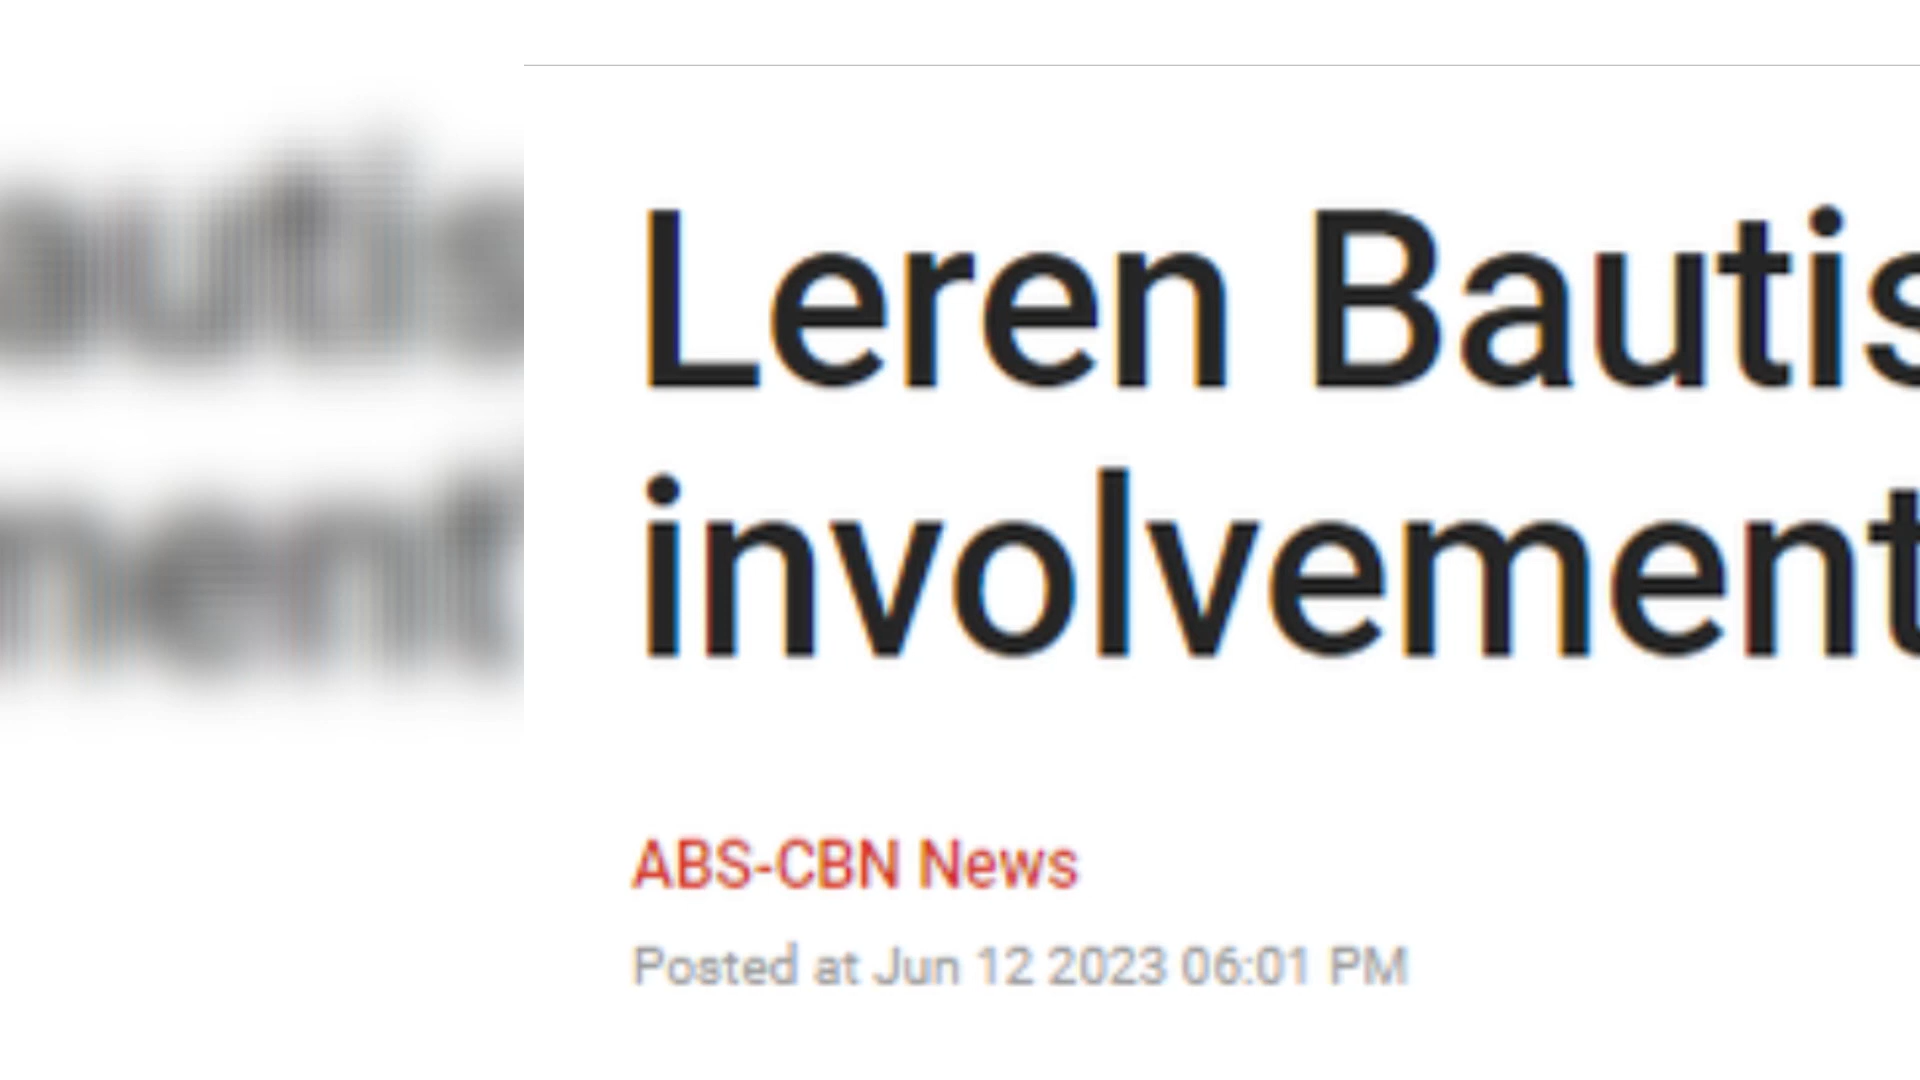 Leren Bautis
involvement
ABS-CBN News
Posted at Jun 12 2023 06:01 PM